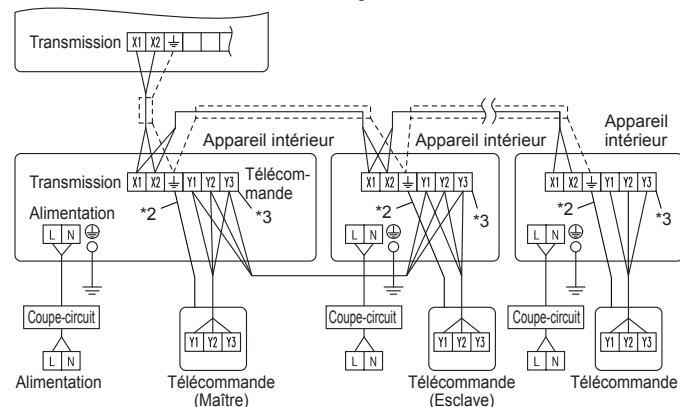 Transmission X1 X2
Appareil intérieur Appareil intérieur Appareil
intérieur
Transmission X1 X2 Y1 Y2 Y3 Télécom-
mande
X1 X2 Y1 Y2 Y3
X1 X2 Y1 Y2 Y3
*2 *3 *2 *3 *2 *3
Alimentation
L N L N L N
Coupe-circuit Coupe-circuit Coupe-circuit
Y1 Y2 Y3 Y1 Y2 Y3 Y1 Y2 Y3
L N L N L N
Alimentation Télécommande
(Maître)
Télécommande
(Esclave)
Télécommande